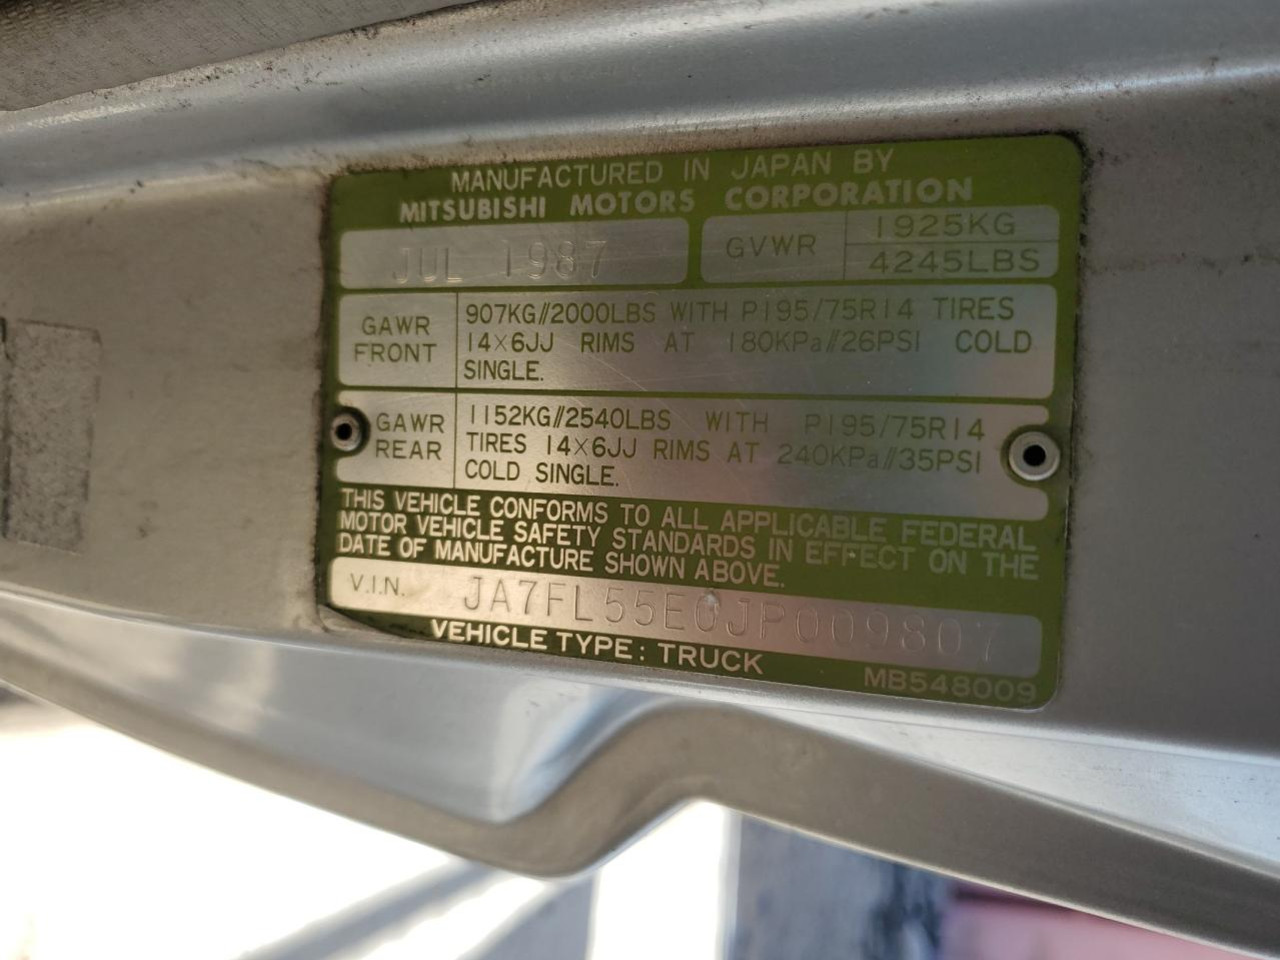 MANUFACTURED IN JAPAN BY
MITSUBISHI MOTORS CORPORATION
JUL 1987
GVWR
1925KG
4245LBS
GAWR
FRONT
907KG//2000LBS WITH P195/75R14 TIRES
14×6JJ RIMS AT 180KPa//26PSI COLD
SINGLE.
GAWR
REAR
1152KG//2540LBS WITH P195/75R14
TIRES 14×6JJ RIMS AT 240KPa//35PSI
COLD SINGLE.
THIS VEHICLE CONFORMS TO ALL APPLICABLE FEDERAL
MOTOR VEHICLE SAFETY STANDARDS IN EFFECT ON THE
DATE OF MANUFACTURE SHOWN ABOVE.
V.I.N. JA7FL55E0JP009807
VEHICLE TYPE: TRUCK
MB548009